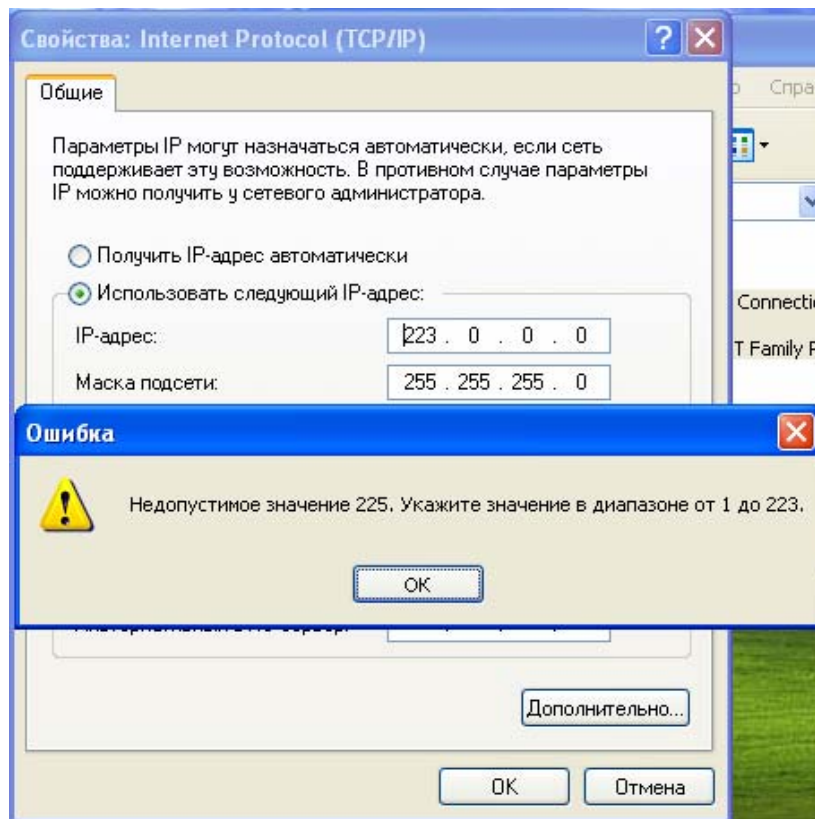 Свойства: Internet Protocol (TCP/IP)
Общие
Спра
Параметры IP могут назначаться автоматически, если сеть
поддерживает эту возможность. В противном случае параметры
IP можно получить у сетевого администратора.
Получить IP-адрес автоматически
Использовать следующий IP-адрес:
Connecti
IP-адрес: 223 . 0 . 0 . 0
T Family P
Маска подсети: 255 . 255 . 255 . 0
Ошибка
Недопустимое значение 225. Укажите значение в диапазоне от 1 до 223.
OK
Дополнительно...
OK Отмена